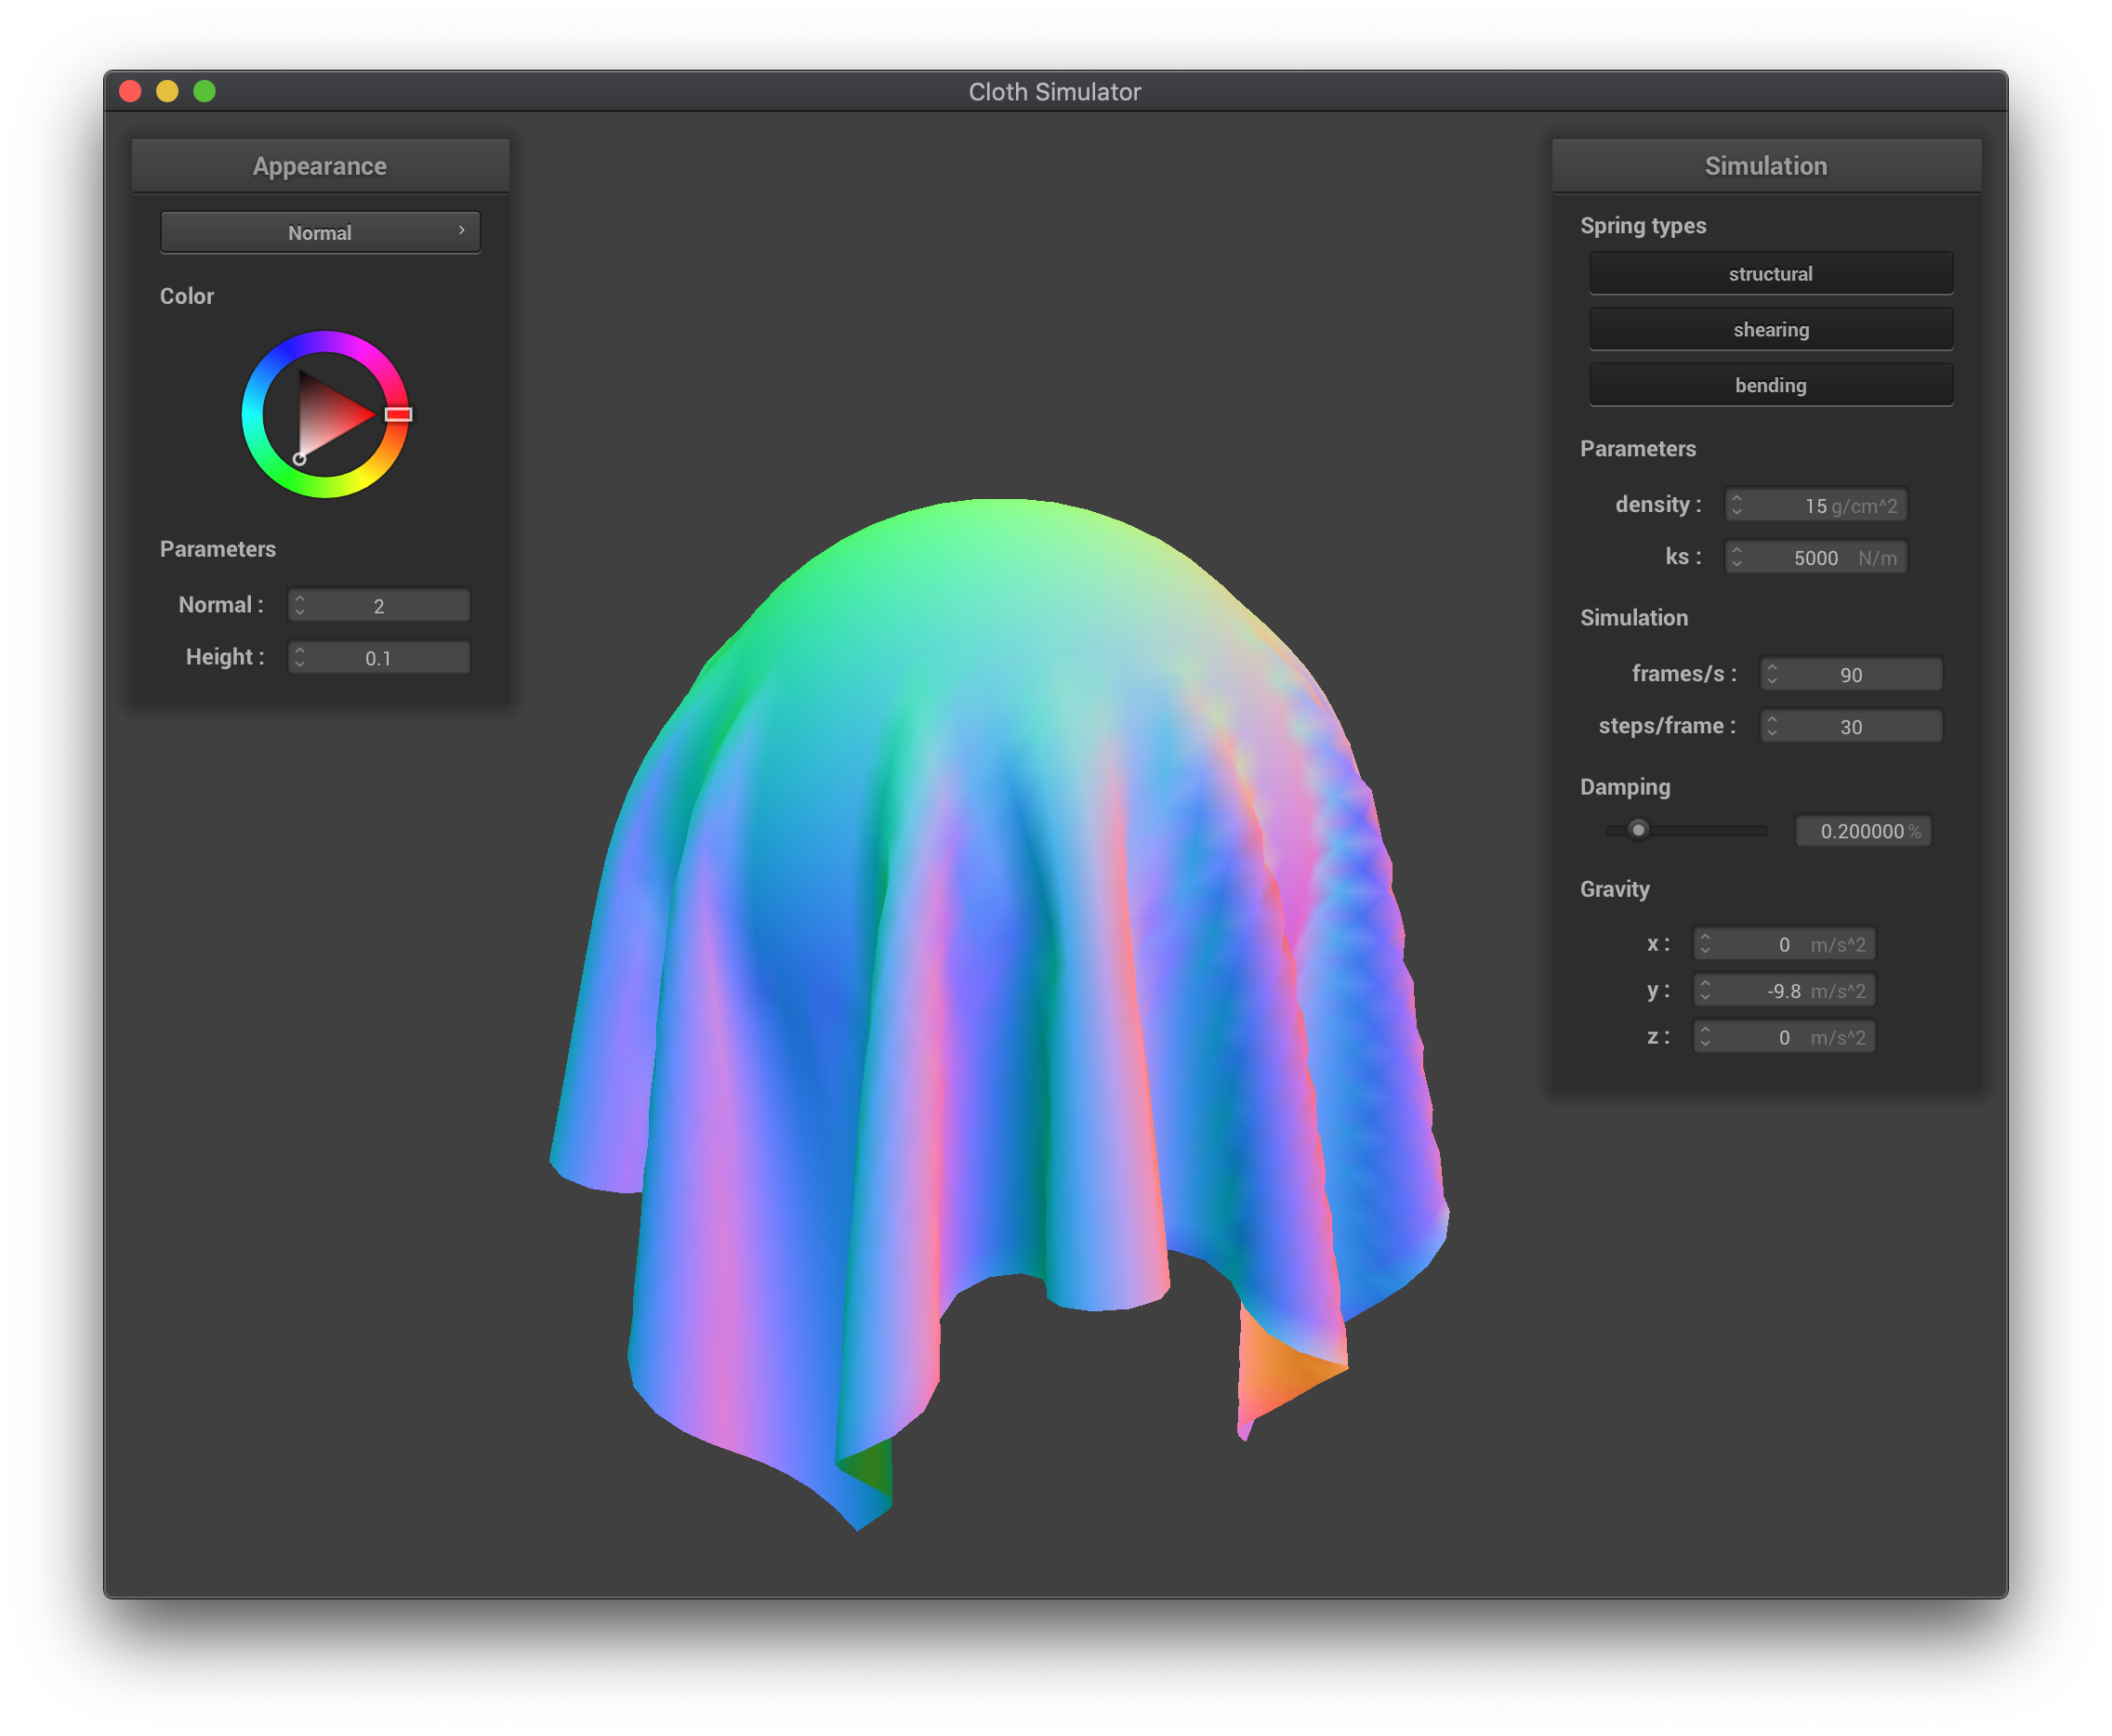 Cloth Simulator
Appearance
Normal
Color
Parameters
Normal : 2
Height : 0.1
Simulation
Spring types
structural
shearing
bending
Parameters
density : 15 g/cm^2
ks : 5000 N/m
Simulation
frames/s : 90
steps/frame : 30
Damping
0.200000 %
Gravity
x : 0 m/s^2
y : -9.8 m/s^2
z : 0 m/s^2